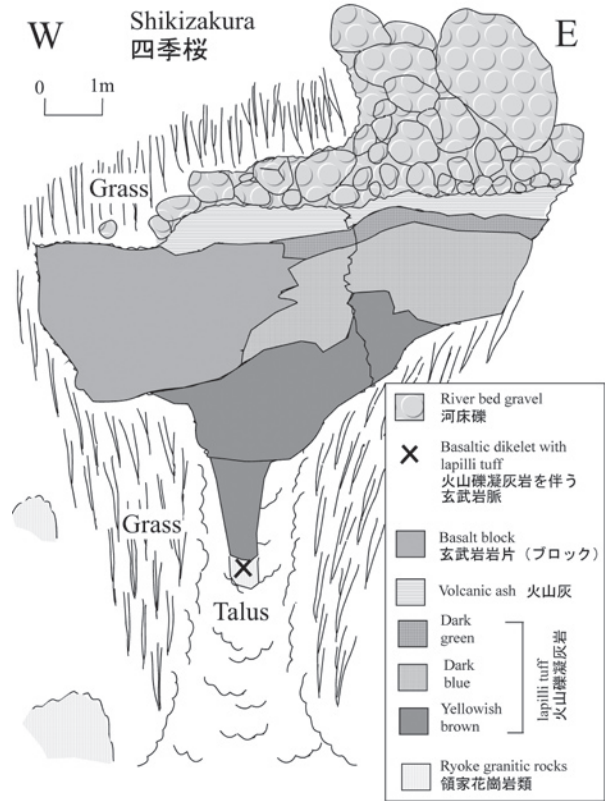 W
Shikizakura
四季桜
E
0 1m
Grass
Grass
Talus
River bed gravel
河床礫
Basaltic dikelet with
lapilli tuff
火山礫凝灰岩を伴う
玄武岩脈
Basalt block
玄武岩岩片（ブロック）
Volcanic ash 火山灰
Dark
green
Dark
blue
Yellowish
brown
lapilli tuff
火山礫凝灰岩
Ryoke granitic rocks
領家花崗岩類